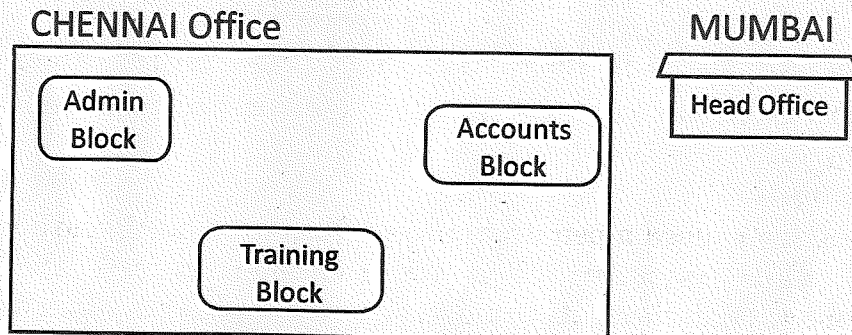 CHENNAI Office
MUMBAI
Admin
Block
Accounts
Block
Head Office
Training
Block